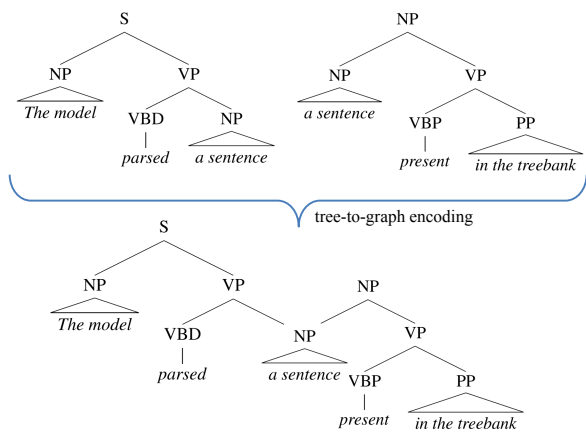 S NP
NP VP NP VP
The model a sentence
VBD NP VBP PP
parsed a sentence present in the treebank
tree-to-graph encoding
S
NP VP NP
The model
VBD NP VP
parsed a sentence
VBP PP
present in the treebank